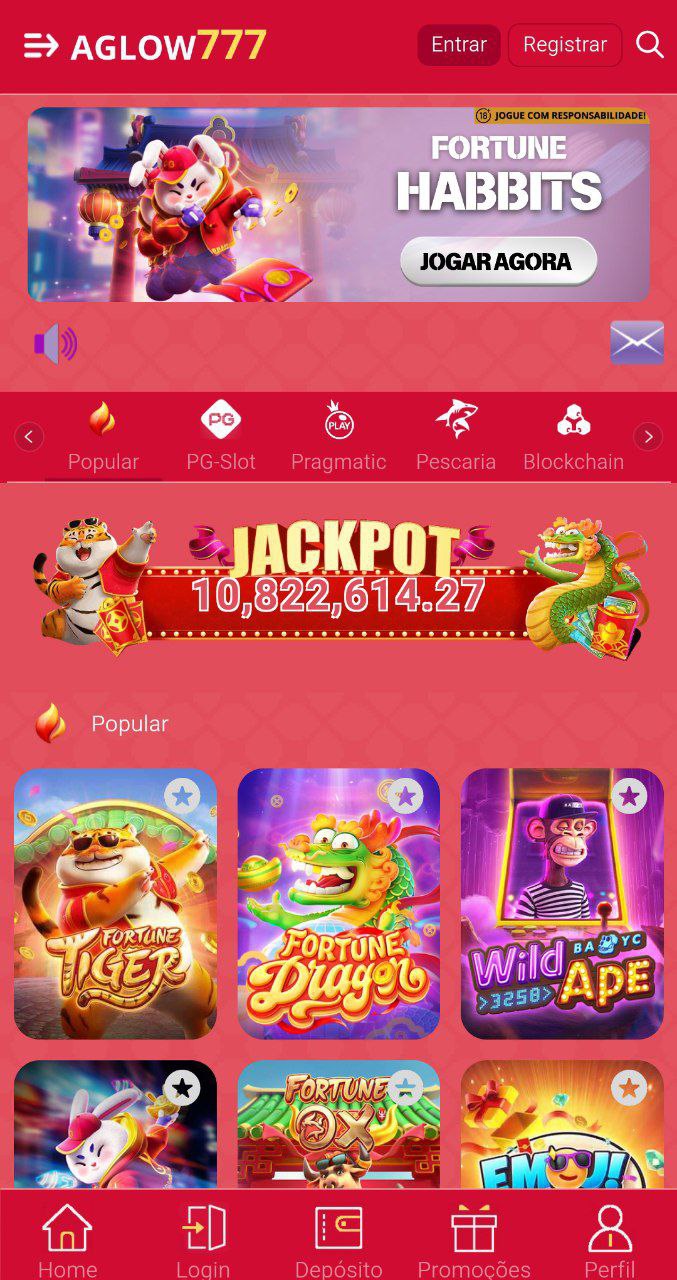 AGLOW777
Entrar
Registrar
18 JOGUE COM RESPONSABILIDADE!
FORTUNE
HABBITS
JOGAR AGORA
PG
PLAY
Popular
PG-Slot
Pragmatic
Pescaria
Blockchain
JACKPOT
10,822,614.27
Popular
FORTUNE
TIGER
FORTUNE
Dragon
Wild BAYC
>3258> APE
FORTUNE
OX
EMOJI
Home
Login
Depósito
Promoções
Perfil